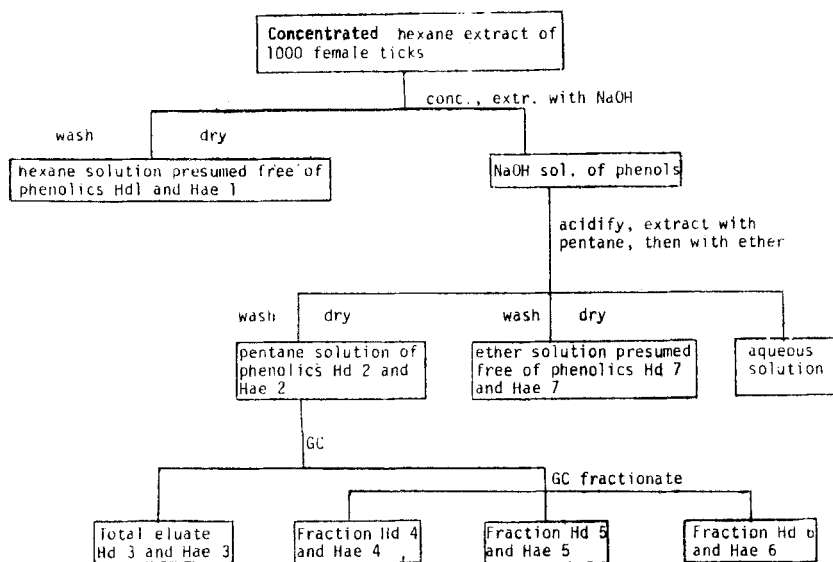 Concentrated hexane extract of
1000 female ticks
conc., extr. with NaOH
wash dry
hexane solution presumed free of
phenolics Hdl and Hae 1
NaOH sol. of phenols
acidify, extract with
pentane, then with ether
wash dry
wash dry
pentane solution of
phenolics Hd 2 and
Hae 2
ether solution presumed
free of phenolics Hd 7
and Hae 7
aqueous
solution
GC
GC fractionate
Total eluate
Hd 3 and Hae 3
Fraction Hd 4
and Hae 4
Fraction Hd 5
and Hae 5
Fraction Hd 6
and Hae 6